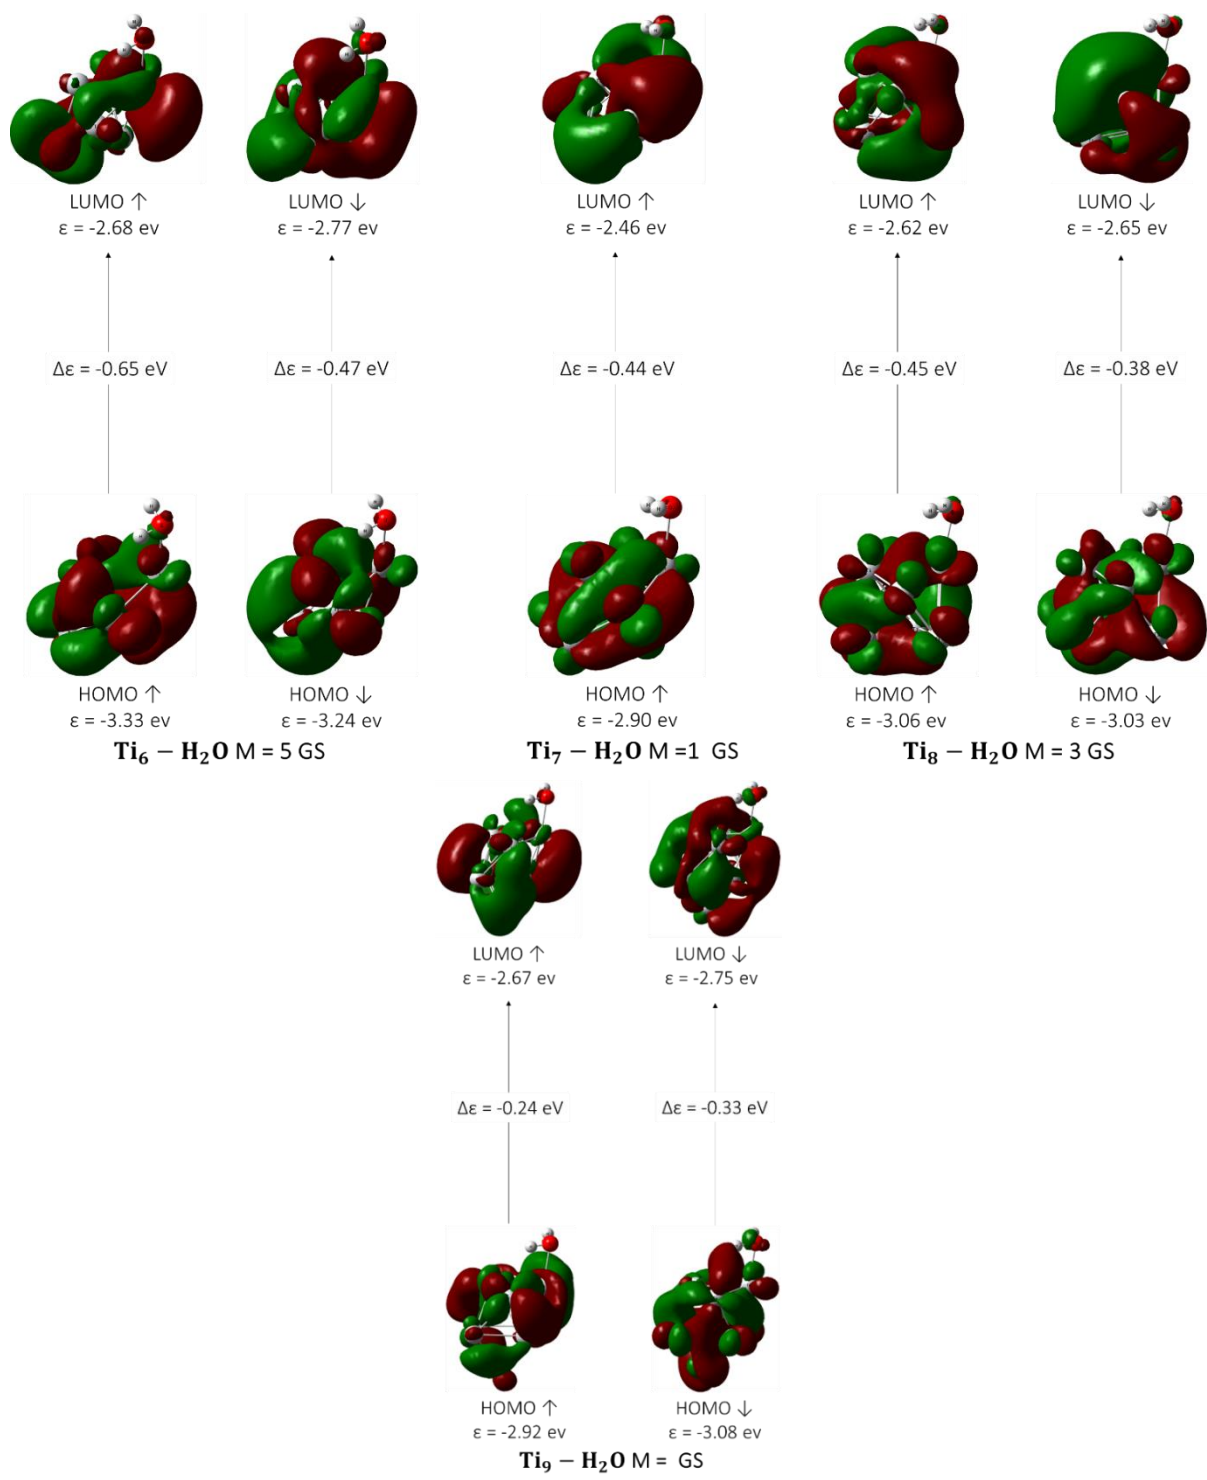 LUMO ↑ LUMO ↓ LUMO ↑ LUMO ↑ LUMO ↓
ε = -2.68 ev ε = -2.77 ev ε = -2.46 ev ε = -2.62 ev ε = -2.65 ev
Δε = -0.65 eV Δε = -0.47 eV Δε = -0.44 eV Δε = -0.45 eV Δε = -0.38 eV
HOMO ↑ HOMO ↓ HOMO ↑ HOMO ↑ HOMO ↓
ε = -3.33 ev ε = -3.24 ev ε = -2.90 ev ε = -3.06 ev ε = -3.03 ev
Ti₆ − H₂O M = 5 GS Ti₇ − H₂O M =1 GS Ti₈ − H₂O M = 3 GS
LUMO ↑ LUMO ↓
ε = -2.67 ev ε = -2.75 ev
Δε = -0.24 eV Δε = -0.33 eV
HOMO ↑ HOMO ↓
ε = -2.92 ev ε = -3.08 ev
Ti₉ − H₂O M = GS